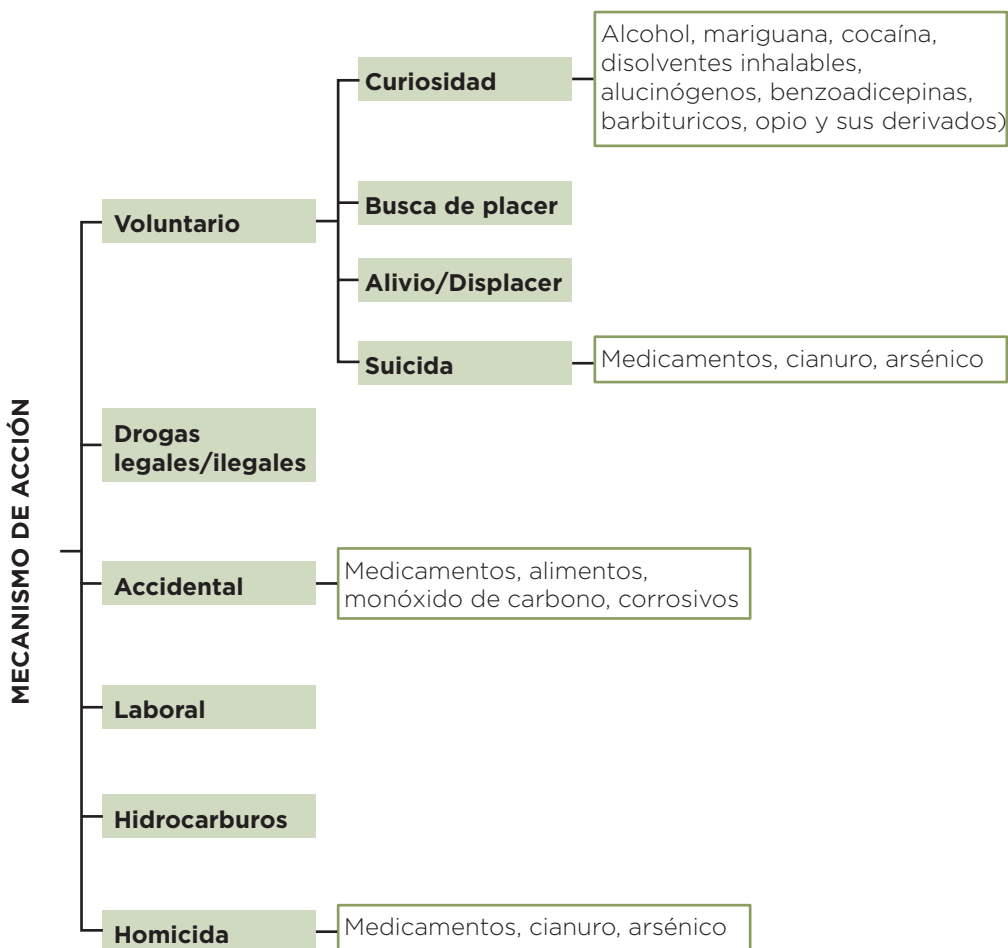 MECANISMO DE ACCIÓN
Voluntario
Curiosidad
Alcohol, mariguana, cocaína,
disolventes inhalables,
alucinógenos, benzoadicepinas,
barbituricos, opio y sus derivados)
Busca de placer
Alivio/Displacer
Suicida
Medicamentos, cianuro, arsénico
Drogas
legales/ilegales
Accidental
Medicamentos, alimentos,
monóxido de carbono, corrosivos
Laboral
Hidrocarburos
Homicida
Medicamentos, cianuro, arsénico